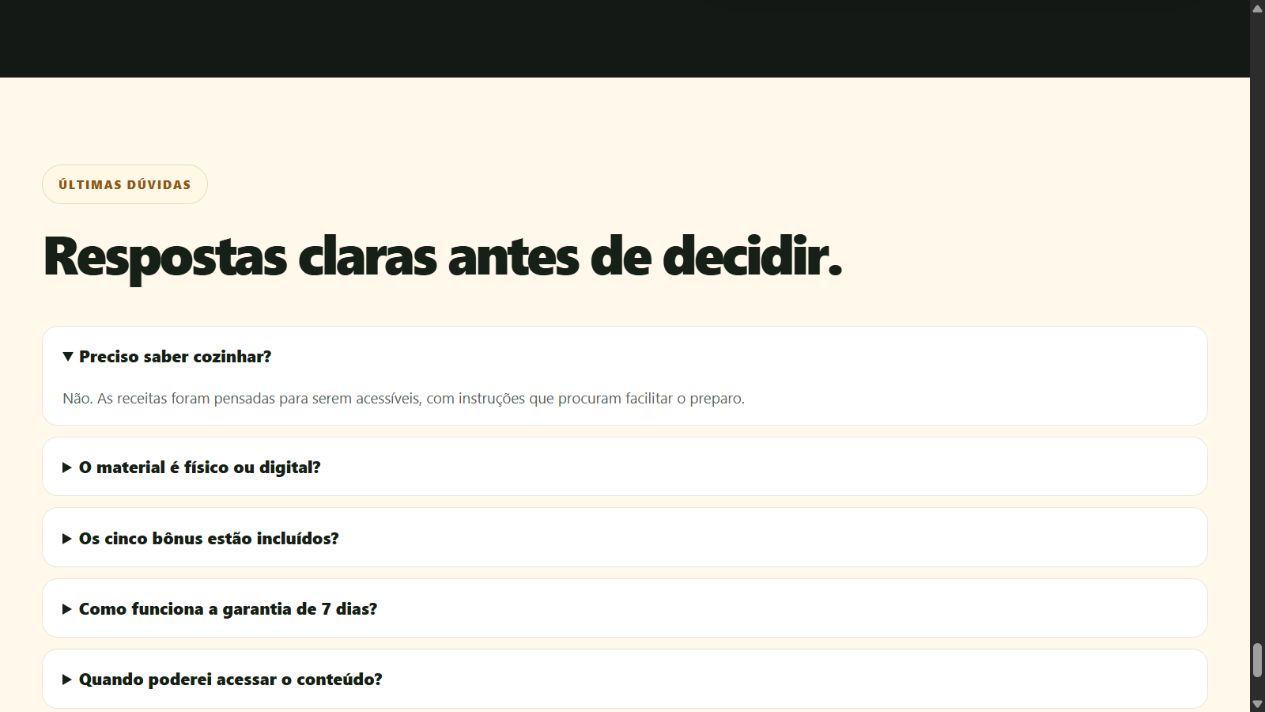 ÚLTIMAS DÚVIDAS
Respostas claras antes de decidir.
Preciso saber cozinhar?
Não. As receitas foram pensadas para serem acessíveis, com instruções que procuram facilitar o preparo.
O material é físico ou digital?
Os cinco bônus estão incluídos?
Como funciona a garantia de 7 dias?
Quando poderei acessar o conteúdo?